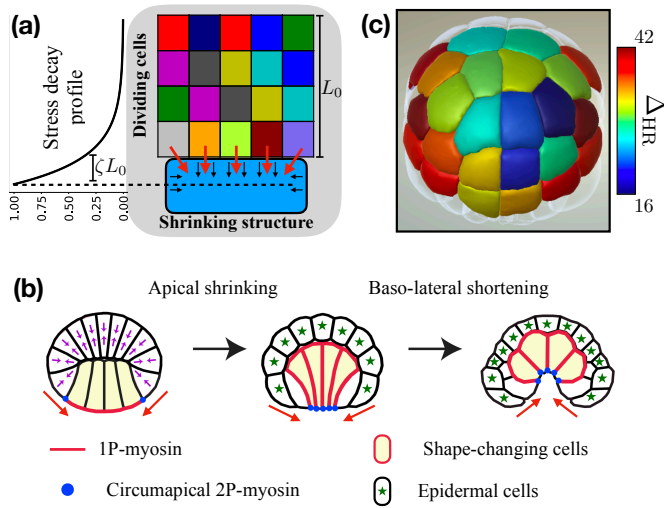 (a)
Stress decay
profile
ζL₀
1.00
0.75
0.50
0.25
0.00
Dividing cells
L₀
Shrinking structure
(c)
42
Δ_HR
16
(b)
Apical shrinking
Baso-lateral shortening
1P-myosin
Shape-changing cells
Circumapical 2P-myosin
Epidermal cells